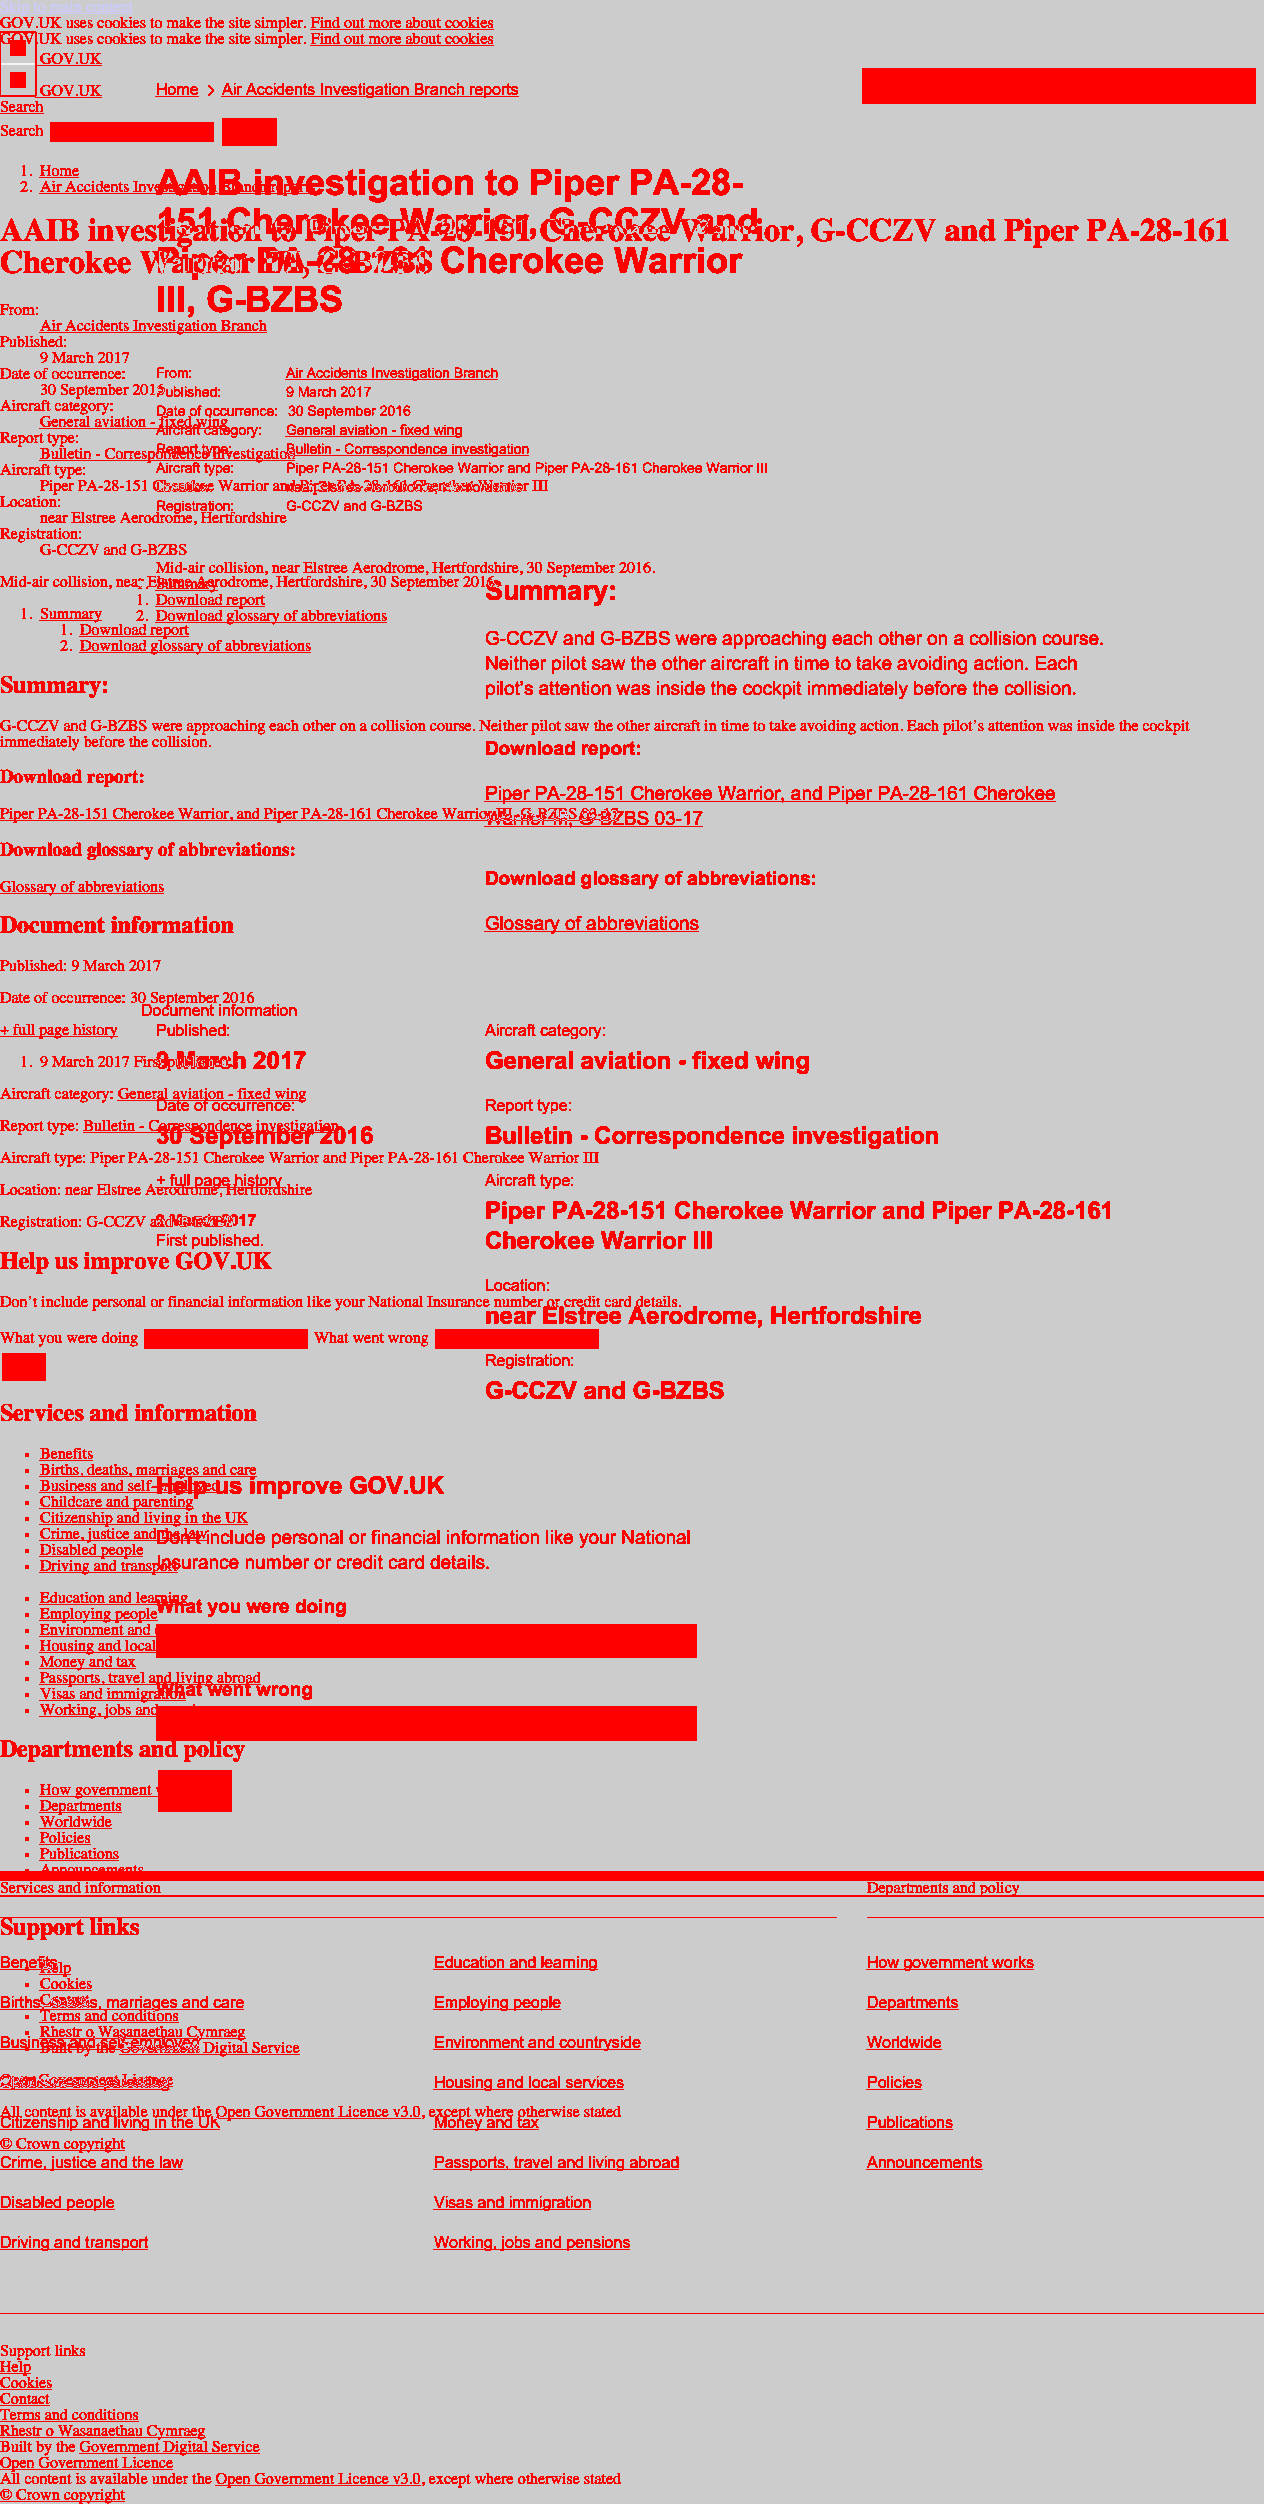 Skip to main content
GOV.UK uses cookies to make the site simpler. Find out more about cookies
GOV.UK uses cookies to make the site simpler. Find out more about cookies
GOV.UK
GOV.UK
Home > Air Accidents Investigation Branch reports
Search
Search
1. Home
2. Air Accidents Investigation Branch reports
AAIB investigation to Piper PA-28-
151 Cherokee Warrior, G-CCZV and
Piper PA-28-161 Cherokee Warrior
III, G-BZBS
AAIB investigation to Piper PA-28-151 Cherokee Warrior, G-CCZV and Piper PA-28-161
Cherokee Warrior III, G-BZBS
From:
Air Accidents Investigation Branch
Published:
9 March 2017
Date of occurrence:
30 September 2016
Aircraft category:
General aviation - fixed wing
Report type:
Bulletin - Correspondence investigation
Aircraft type:
Piper PA-28-151 Cherokee Warrior and Piper PA-28-161 Cherokee Warrior III
Location:
near Elstree Aerodrome, Hertfordshire
Registration:
G-CCZV and G-BZBS
From: Air Accidents Investigation Branch
Published: 9 March 2017
Date of occurrence: 30 September 2016
Aircraft category: General aviation - fixed wing
Report type: Bulletin - Correspondence investigation
Aircraft type: Piper PA-28-151 Cherokee Warrior and Piper PA-28-161 Cherokee Warrior III
Registration: G-CCZV and G-BZBS
Mid-air collision, near Elstree Aerodrome, Hertfordshire, 30 September 2016.
Mid-air collision, near Elstree Aerodrome, Hertfordshire, 30 September 2016.
Summary
1. Download report
2. Download glossary of abbreviations
1. Summary
1. Download report
2. Download glossary of abbreviations
Summary:
G-CCZV and G-BZBS were approaching each other on a collision course.
Neither pilot saw the other aircraft in time to take avoiding action. Each
pilot's attention was inside the cockpit immediately before the collision.
Summary:
G-CCZV and G-BZBS were approaching each other on a collision course. Neither pilot saw the other aircraft in time to take avoiding action. Each pilot’s attention was inside the cockpit
immediately before the collision.
Download report:
Piper PA-28-151 Cherokee Warrior, and Piper PA-28-161 Cherokee
Warrior III, G-BZBS 03-17
Download report:
Piper PA-28-151 Cherokee Warrior, and Piper PA-28-161 Cherokee Warrior III, G-BZBS 03-17
Download glossary of abbreviations:
Glossary of abbreviations
Download glossary of abbreviations:
Glossary of abbreviations
Document information
Published: 9 March 2017
Date of occurrence: 30 September 2016
+ full page history
1. 9 March 2017 First published.
Aircraft category: General aviation - fixed wing
Report type: Bulletin - Correspondence investigation
Aircraft type: Piper PA-28-151 Cherokee Warrior and Piper PA-28-161 Cherokee Warrior III
Location: near Elstree Aerodrome, Hertfordshire
Registration: G-CCZV and G-BZBS
Document information
Published:
9 March 2017
Date of occurrence:
30 September 2016
+ full page history
9 March 2017
First published.
Aircraft category:
General aviation - fixed wing
Report type:
Bulletin - Correspondence investigation
Aircraft type:
Piper PA-28-151 Cherokee Warrior and Piper PA-28-161
Cherokee Warrior III
Location:
near Elstree Aerodrome, Hertfordshire
Registration:
G-CCZV and G-BZBS
Help us improve GOV.UK
Don’t include personal or financial information like your National Insurance number or credit card details.
What you were doing
What went wrong
Services and information
Benefits
Births, deaths, marriages and care
Business and self-employed
Childcare and parenting
Citizenship and living in the UK
Crime, justice and the law
Disabled people
Driving and transport
Education and learning
Employing people
Environment and
Housing and local
Money and tax
Passports, travel and living abroad
Visas and immigration
Working, jobs and
Help us improve GOV.UK
Don’t include personal or financial information like your National
Insurance number or credit card details.
What you were doing
What went wrong
Departments and policy
How government
Departments
Worldwide
Policies
Publications
Announcements
Services and information
Departments and policy
Support links
Help
Cookies
Contact
Terms and conditions
Rhestr o Wasanaethau Cymraeg
Built by the Government Digital Service
Open Government Licence
All content is available under the Open Government Licence v3.0, except where otherwise stated
© Crown copyright
Benefits
Births, deaths, marriages and care
Business and self-employed
Childcare and parenting
Citizenship and living in the UK
Crime, justice and the law
Disabled people
Driving and transport
Education and learning
Employing people
Environment and countryside
Housing and local services
Money and tax
Passports, travel and living abroad
Visas and immigration
Working, jobs and pensions
How government works
Departments
Worldwide
Policies
Publications
Announcements
Support links
Help
Cookies
Contact
Terms and conditions
Rhestr o Wasanaethau Cymraeg
Built by the Government Digital Service
Open Government Licence
All content is available under the Open Government Licence v3.0, except where otherwise stated
© Crown copyright